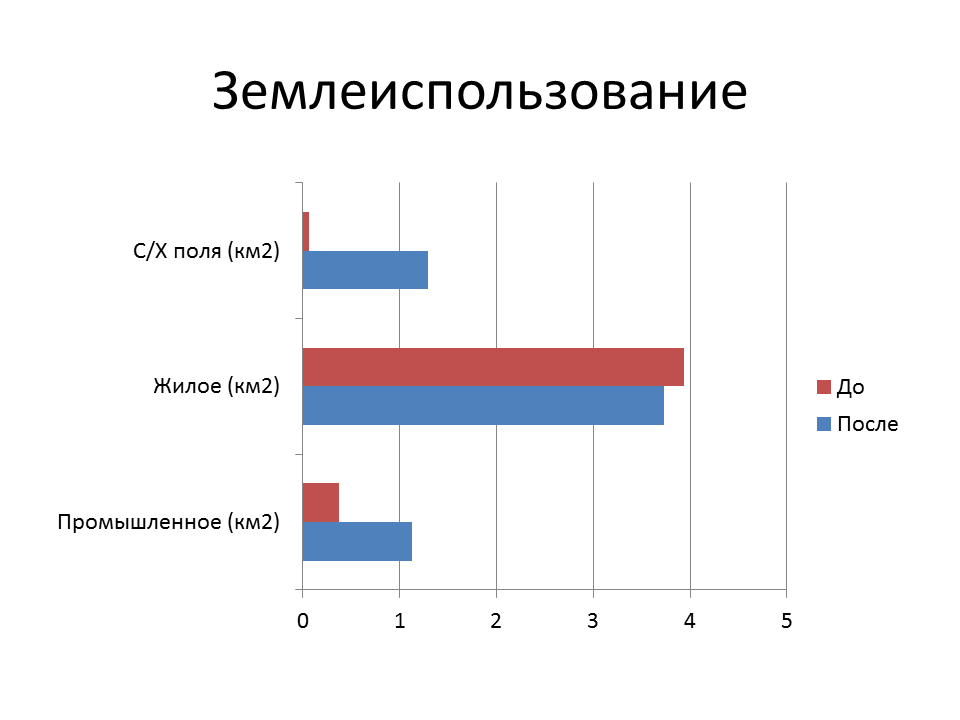 Землеиспользование
С/Х поля (км2)
Жилое (км2)
Промышленное (км2)
До
После
0 1 2 3 4 5